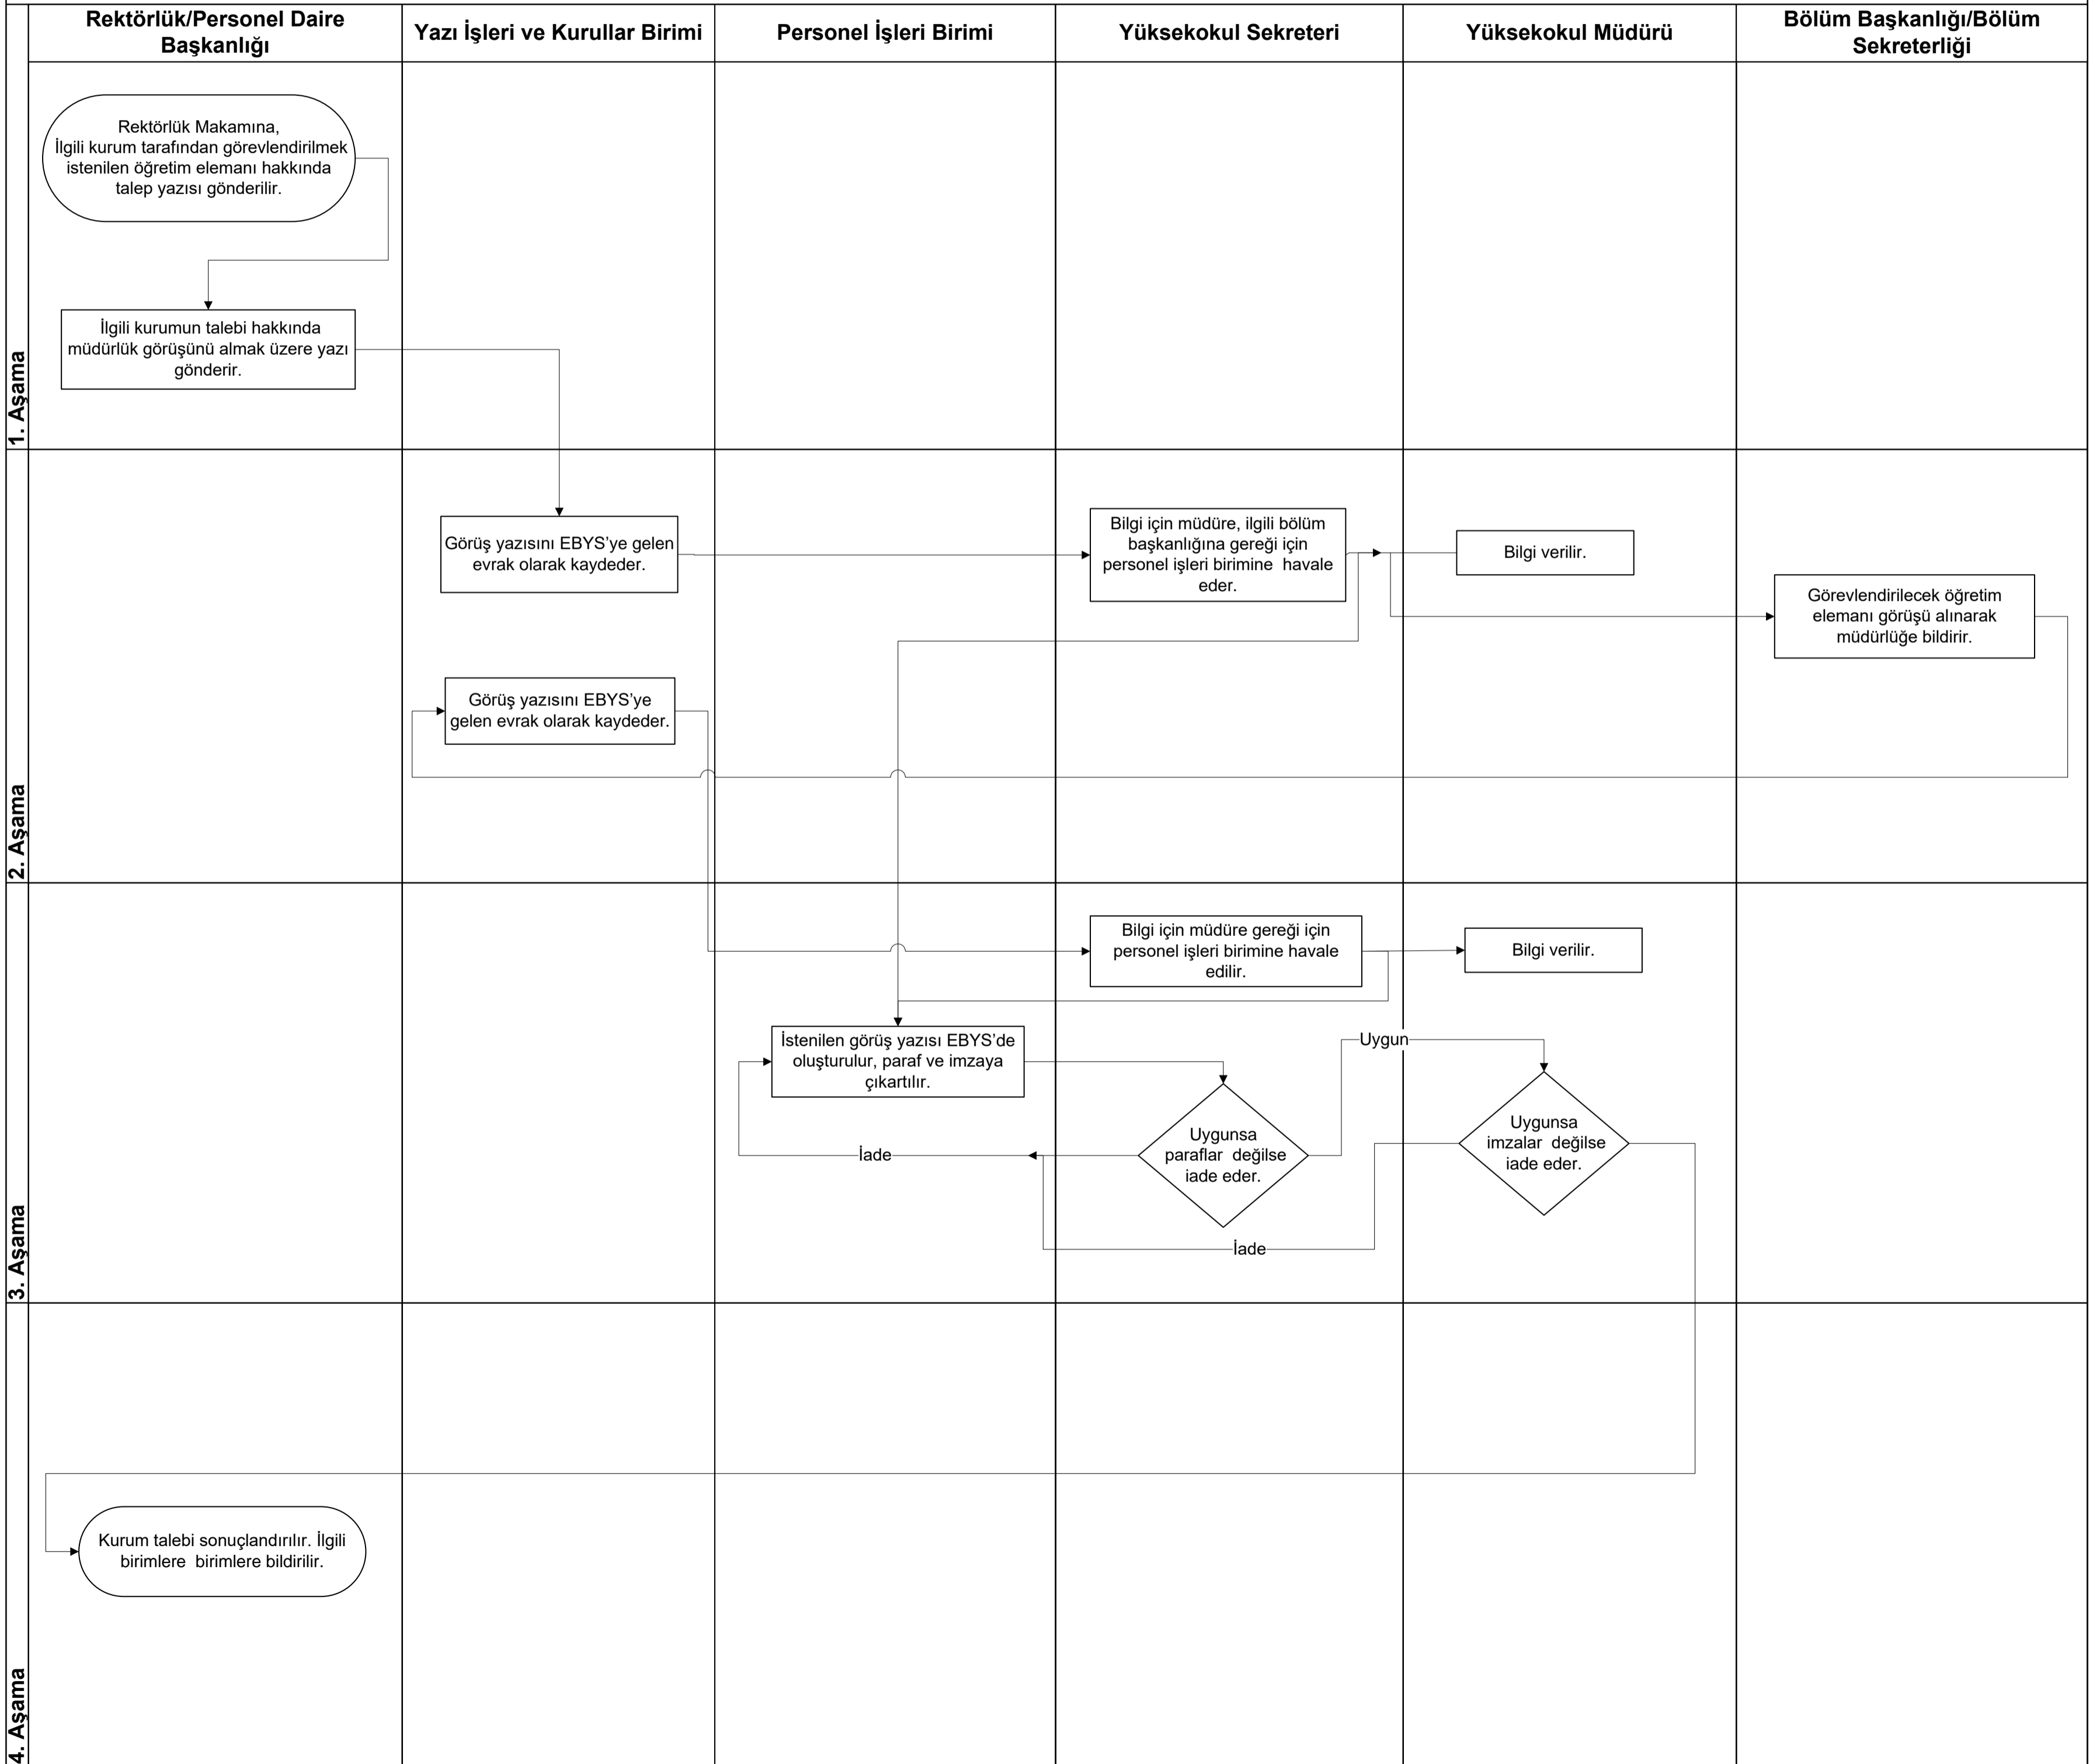 Rektörlük/Personel Daire
Başkanlığı
Yazı İşleri ve Kurullar Birimi
Personel İşleri Birimi
Yüksekokul Sekreteri
Yüksekokul Müdürü
Bölüm Başkanlığı/Bölüm
Sekreterliği
1. Aşama
Rektörlük Makamına,
İlgili kurum tarafından görevlendirilmek
istenilen öğretim elemanı hakkında
talep yazısı gönderilir.
İlgili kurumun talebi hakkında
müdürlük görüşünü almak üzere yazı
gönderir.
2. Aşama
Görüş yazısını EBYS’ye gelen
evrak olarak kaydeder.
Bilgi için müdüre, ilgili bölüm
başkanlığına gereği için
personel işleri birimine havale
eder.
Bilgi verilir.
Görevlendirilecek öğretim
elemanı görüşü alınarak
müdürlüğe bildirir.
Görüş yazısını EBYS’ye
gelen evrak olarak kaydeder.
3. Aşama
Bilgi için müdüre gereği için
personel işleri birimine havale
edilir.
Bilgi verilir.
İstenilen görüş yazısı EBYS’de
oluşturulur, paraf ve imzaya
çıkartılır.
Uygun
Uygunsa
paraflar değilse
iade eder.
Uygunsa
imzalar değilse
iade eder.
İade
İade
4. Aşama
Kurum talebi sonuçlandırılır. İlgili
birimlere birimlere bildirilir.